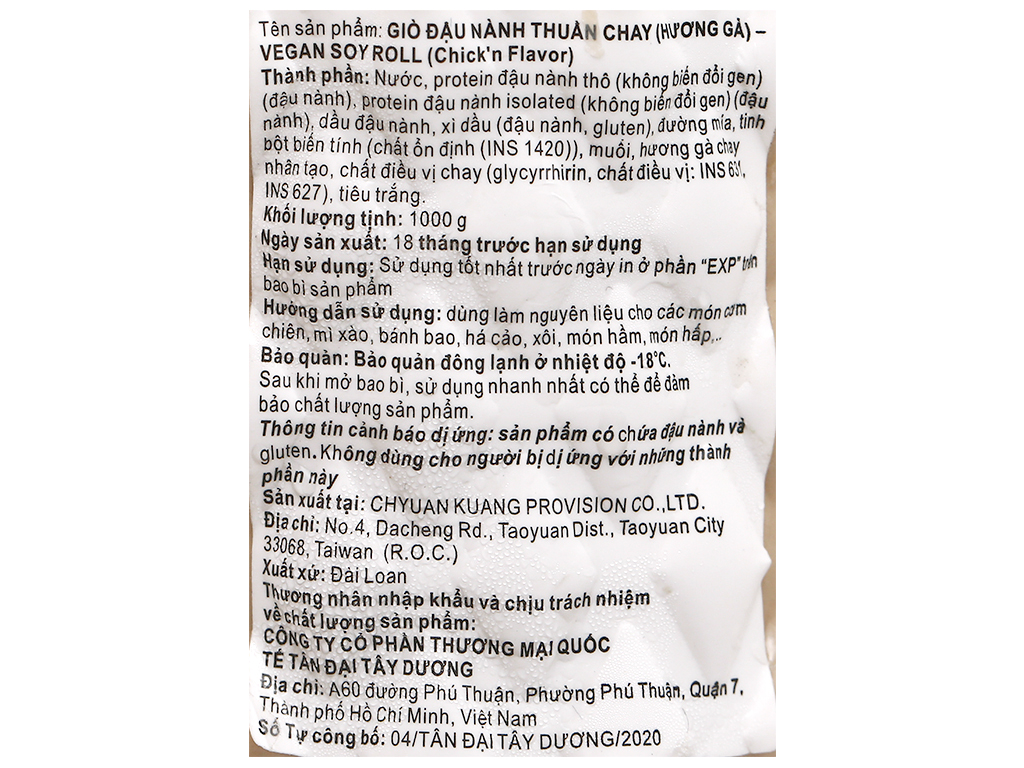 Tên sản phẩm: GIÒ ĐẬU NÀNH THUẦN CHAY (HƯƠNG GÀ) –
VEGAN SOY ROLL (Chick'n Flavor)
Thành phần: Nước, protein đậu nành thô (không biến đổi gen)
(đậu nành), protein đậu nành isolated (không biến đổi gen) (đậu
nành), dầu đậu nành, xì dầu (đậu nành, gluten), đường mía, tinh
bột biến tính (chất ổn định (INS 1420)), muối, hương gà chay
nhân tạo, chất điều vị chay (glycyrrhirin, chất điều vị: INS 631,
INS 627), tiêu trắng.
Khối lượng tịnh: 1000 g
Ngày sản xuất: 18 tháng trước hạn sử dụng
Hạn sử dụng: Sử dụng tốt nhất trước ngày in ở phần "EXP" trên
bao bì sản phẩm
Hướng dẫn sử dụng: dùng làm nguyên liệu cho các món cơm
chiên, mì xào, bánh bao, há cảo, xôi, món hầm, món hấp,..
Bảo quản: Bảo quản đông lạnh ở nhiệt độ -18°C.
Sau khi mở bao bì, sử dụng nhanh nhất có thể để đảm
bảo chất lượng sản phẩm.
Thông tin cảnh báo dị ứng: sản phẩm có chứa đậu nành và
gluten. Không dùng cho người bị dị ứng với những thành
phần này
Sản xuất tại: CHYUAN KUANG PROVISION CO.,LTD.
Địa chỉ: No.4, Dacheng Rd., Taoyuan Dist., Taoyuan City
33068, Taiwan (R.O.C.)
Xuất xứ: Đài Loan
Thương nhân nhập khẩu và chịu trách nhiệm
về chất lượng sản phẩm:
CÔNG TY CỔ PHẦN THƯƠNG MẠI QUỐC
TẾ TÂN ĐẠI TÂY DƯƠNG
Địa chỉ: A60 đường Phú Thuận, Phường Phú Thuận, Quận 7,
Thành phố Hồ Chí Minh, Việt Nam
Số Tự công bố: 04/TÂN ĐẠI TÂY DƯƠNG/2020